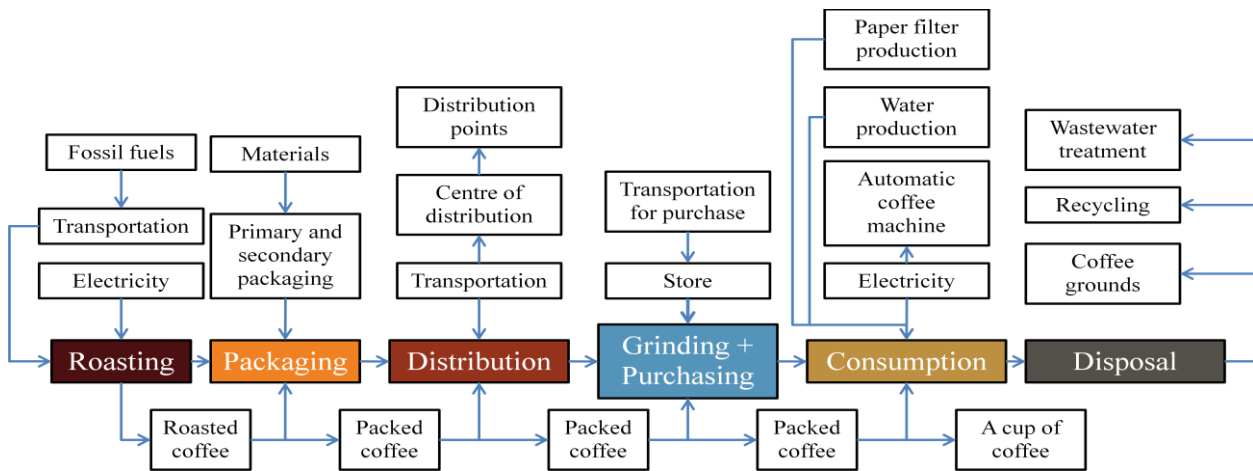 Paper filter
production
Distribution
points
Water
production
Wastewater
treatment
Fossil fuels
Materials
Centre of
distribution
Transportation
for purchase
Automatic
coffee
machine
Recycling
Transportation
Primary and
secondary
packaging
Electricity
Transportation
Store
Electricity
Coffee
grounds
Roasting
Packaging
Distribution
Grinding +
Purchasing
Consumption
Disposal
Roasted
coffee
Packed
coffee
Packed
coffee
Packed
coffee
A cup of
coffee